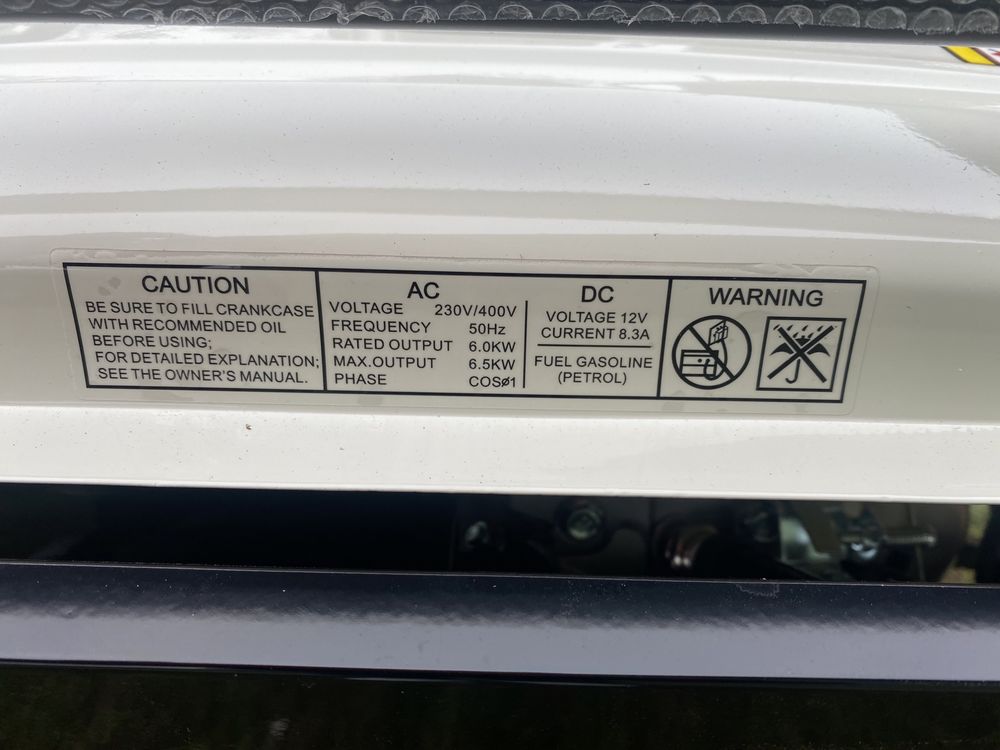 CAUTION
BE SURE TO FILL CRANKCASE
WITH RECOMMENDED OIL
BEFORE USING;
FOR DETAILED EXPLANATION;
SEE THE OWNER'S MANUAL.
AC
VOLTAGE 230V/400V
FREQUENCY 50Hz
RATED OUTPUT 6.0KW
MAX.OUTPUT 6.5KW
PHASE COSø1
DC
VOLTAGE 12V
CURRENT 8.3A
FUEL GASOLINE
(PETROL)
WARNING